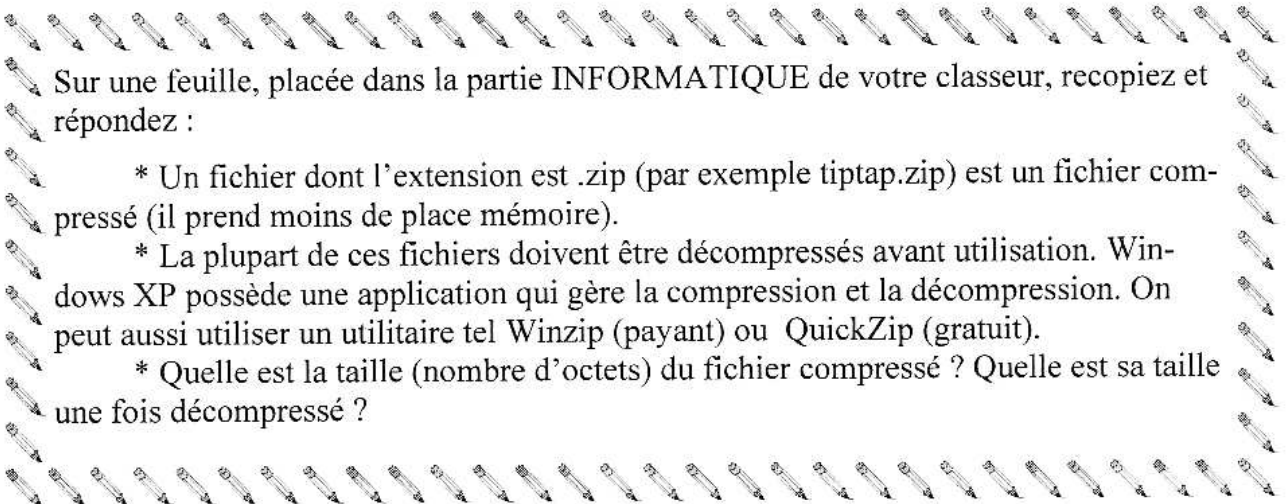 Sur une feuille, placée dans la partie INFORMATIQUE de votre classeur, recopiez et
répondez :
* Un fichier dont l'extension est .zip (par exemple tiptap.zip) est un fichier com-
pressé (il prend moins de place mémoire).
* La plupart de ces fichiers doivent être décompressés avant utilisation. Win-
dows XP possède une application qui gère la compression et la décompression. On
peut aussi utiliser un utilitaire tel Winzip (payant) ou QuickZip (gratuit).
* Quelle est la taille (nombre d'octets) du fichier compressé ? Quelle est sa taille
une fois décompressé ?